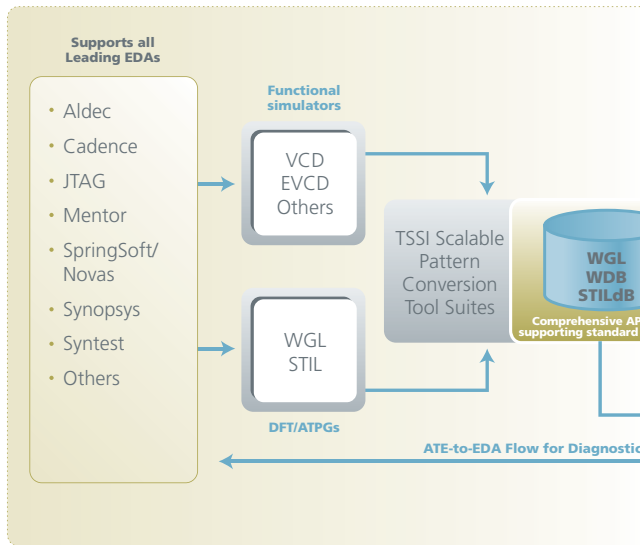 Supports all
Leading EDAs
• Aldec
• Cadence
• JTAG
• Mentor
• SpringSoft/
Novas
• Synopsys
• Syntest
• Others
Functional
simulators
VCD
EVCD
Others
WGL
STIL
DFT/ATPGs
TSSI Scalable
Pattern
Conversion
Tool Suites
WGL
WDB
STILdB
Comprehensive AP
supporting standard
ATE-to-EDA Flow for Diagnostic